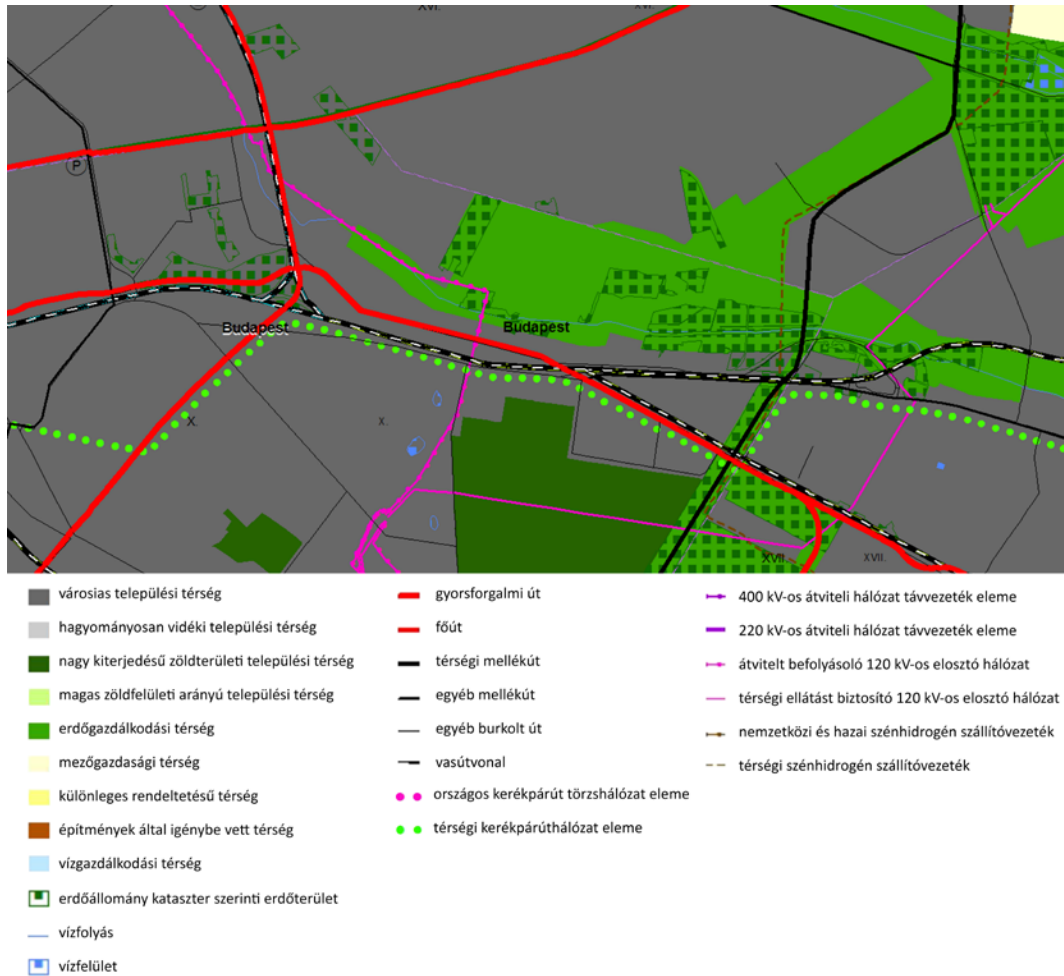 XVI.
XVI.
P
Budapest
Budapest
X.
X.
XVII.
XVII.
városias települési térség
hagyományosan vidéki települési térség
nagy kiterjedésű zöldterületi települési térség
magas zöldfelületi arányú települési térség
erdőgazdálkodási térség
mezőgazdasági térség
különleges rendeltetésű térség
építmények által igénybe vett térség
vízgazdálkodási térség
erdőállomány kataszter szerinti erdőterület
vízfolyás
vízfelület
gyorsforgalmi út
főút
térségi mellékút
egyéb mellékút
egyéb burkolt út
vasútvonal
országos kerékpárút törzshálózat eleme
térségi kerékpárúthálózat eleme
400 kV-os átviteli hálózat távvezeték eleme
220 kV-os átviteli hálózat távvezeték eleme
átvitelt befolyásoló 120 kV-os elosztó hálózat
térségi ellátást biztosító 120 kV-os elosztó hálózat
nemzetközi és hazai szénhidrogén szállítóvezeték
térségi szénhidrogén szállítóvezeték